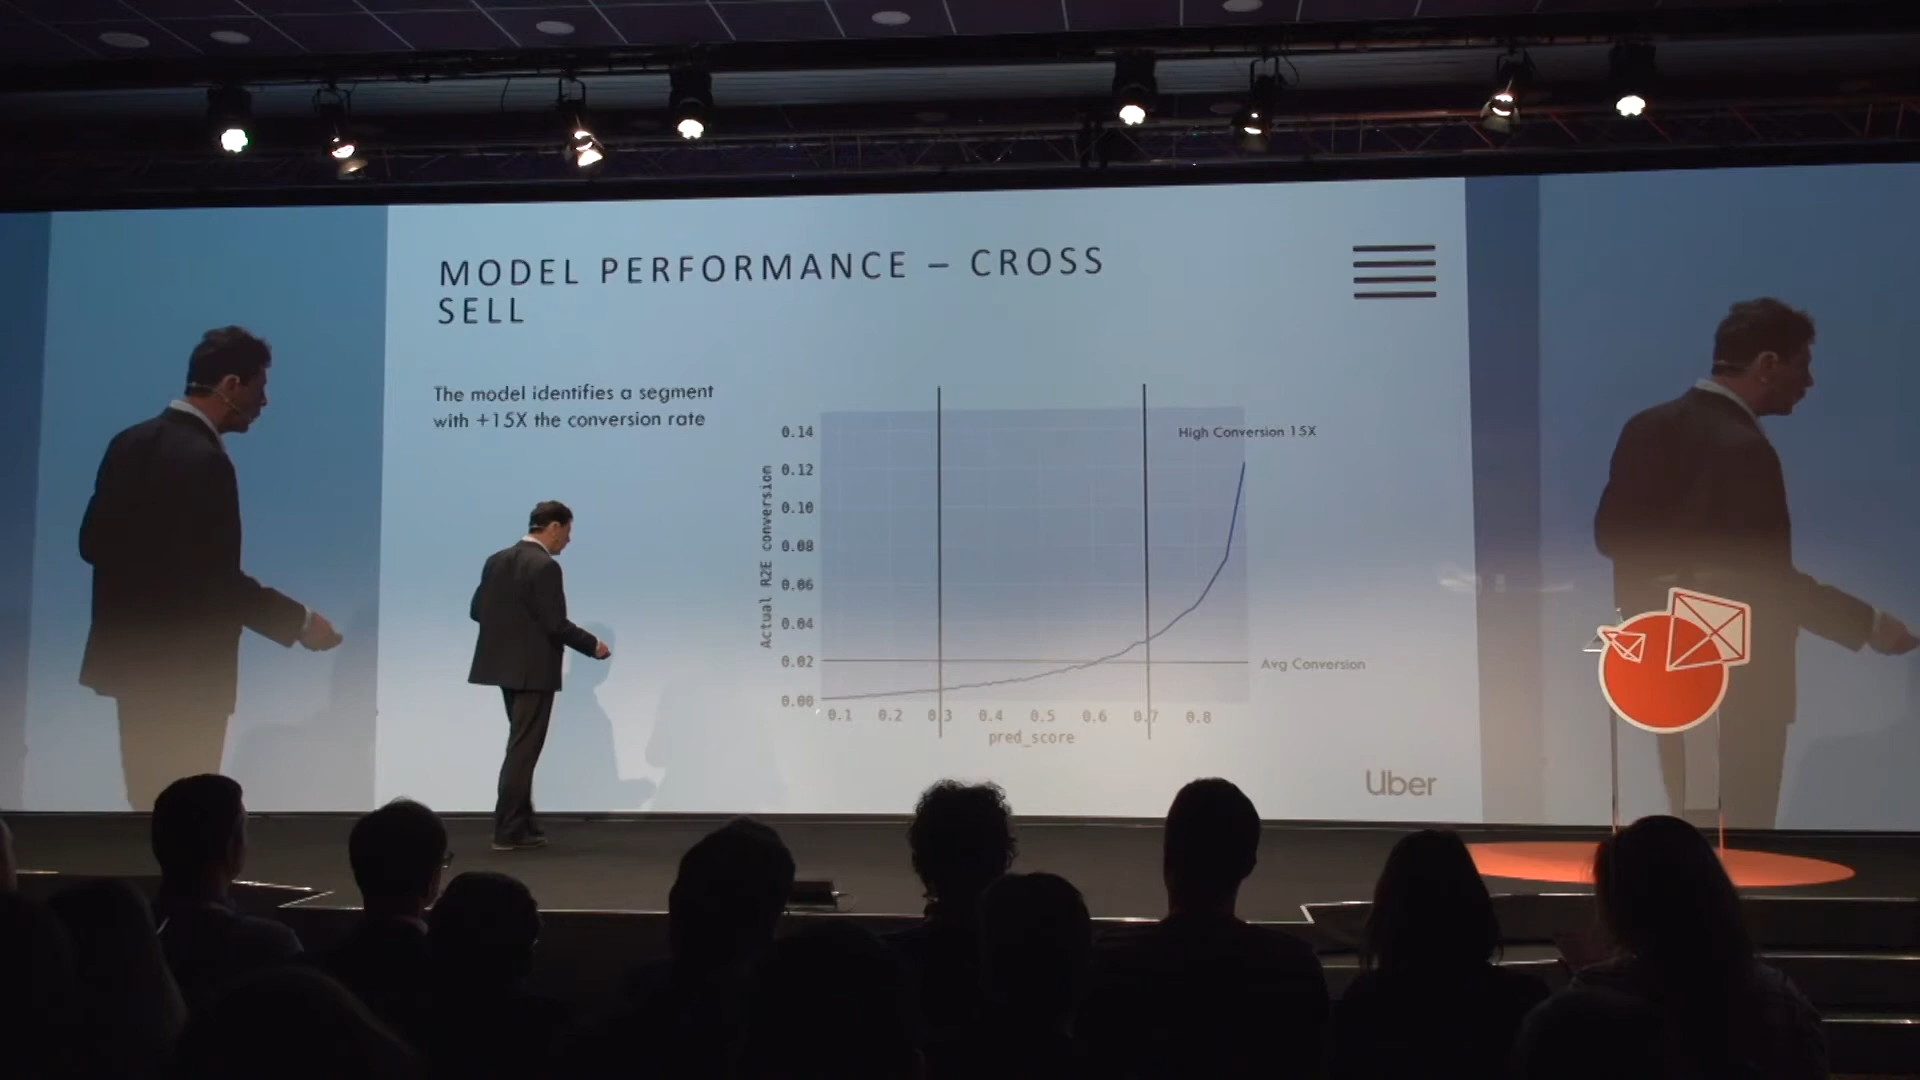 MODEL PERFORMANCE – CROSS
SELL
The model identifies a segment
with +15X the conversion rate
High Conversion 15X
0.14
0.12
0.10
0.08
0.06
0.04
0.02
0.00
Actual R2E conversion
Avg Conversion
0.1 0.2 0.3 0.4 0.5 0.6 0.7 0.8
pred_score
Uber